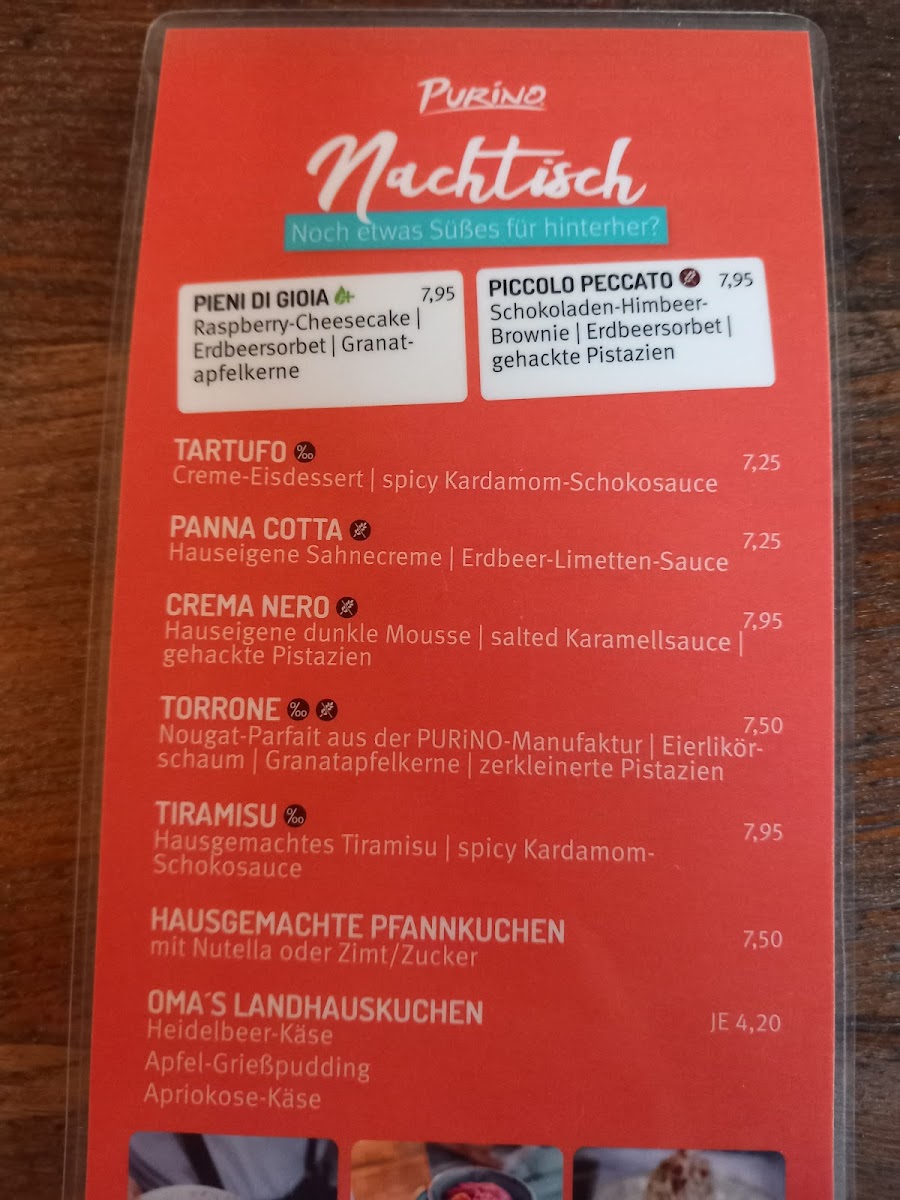 PURiNO
Nachtisch
Noch etwas Süßes für hinterher?
PIENI DI GIOIA 7,95
Raspberry-Cheesecake |
Erdbeersorbet | Granat-
apfelkerne
PICCOLO PECCATO 7,95
Schokoladen-Himbeer-
Brownie | Erdbeersorbet |
gehackte Pistazien
TARTUFO ‰ 7,25
Creme-Eisdessert | spicy Kardamom-Schokosauce
PANNA COTTA 7,25
Hauseigene Sahnecreme | Erdbeer-Limetten-Sauce
CREMA NERO 7,95
Hauseigene dunkle Mousse | salted Karamellsauce |
gehackte Pistazien
TORRONE ‰ 7,50
Nougat-Parfait aus der PURiNO-Manufaktur | Eierlikör-
schaum | Granatapfelkerne | zerkleinerte Pistazien
TIRAMISU ‰ 7,95
Hausgemachtes Tiramisu | spicy Kardamom-
Schokosauce
HAUSGEMACHTE PFANNKUCHEN 7,50
mit Nutella oder Zimt/Zucker
OMA´S LANDHAUSKUCHEN JE 4,20
Heidelbeer-Käse
Apfel-Grießpudding
Apriokose-Käse